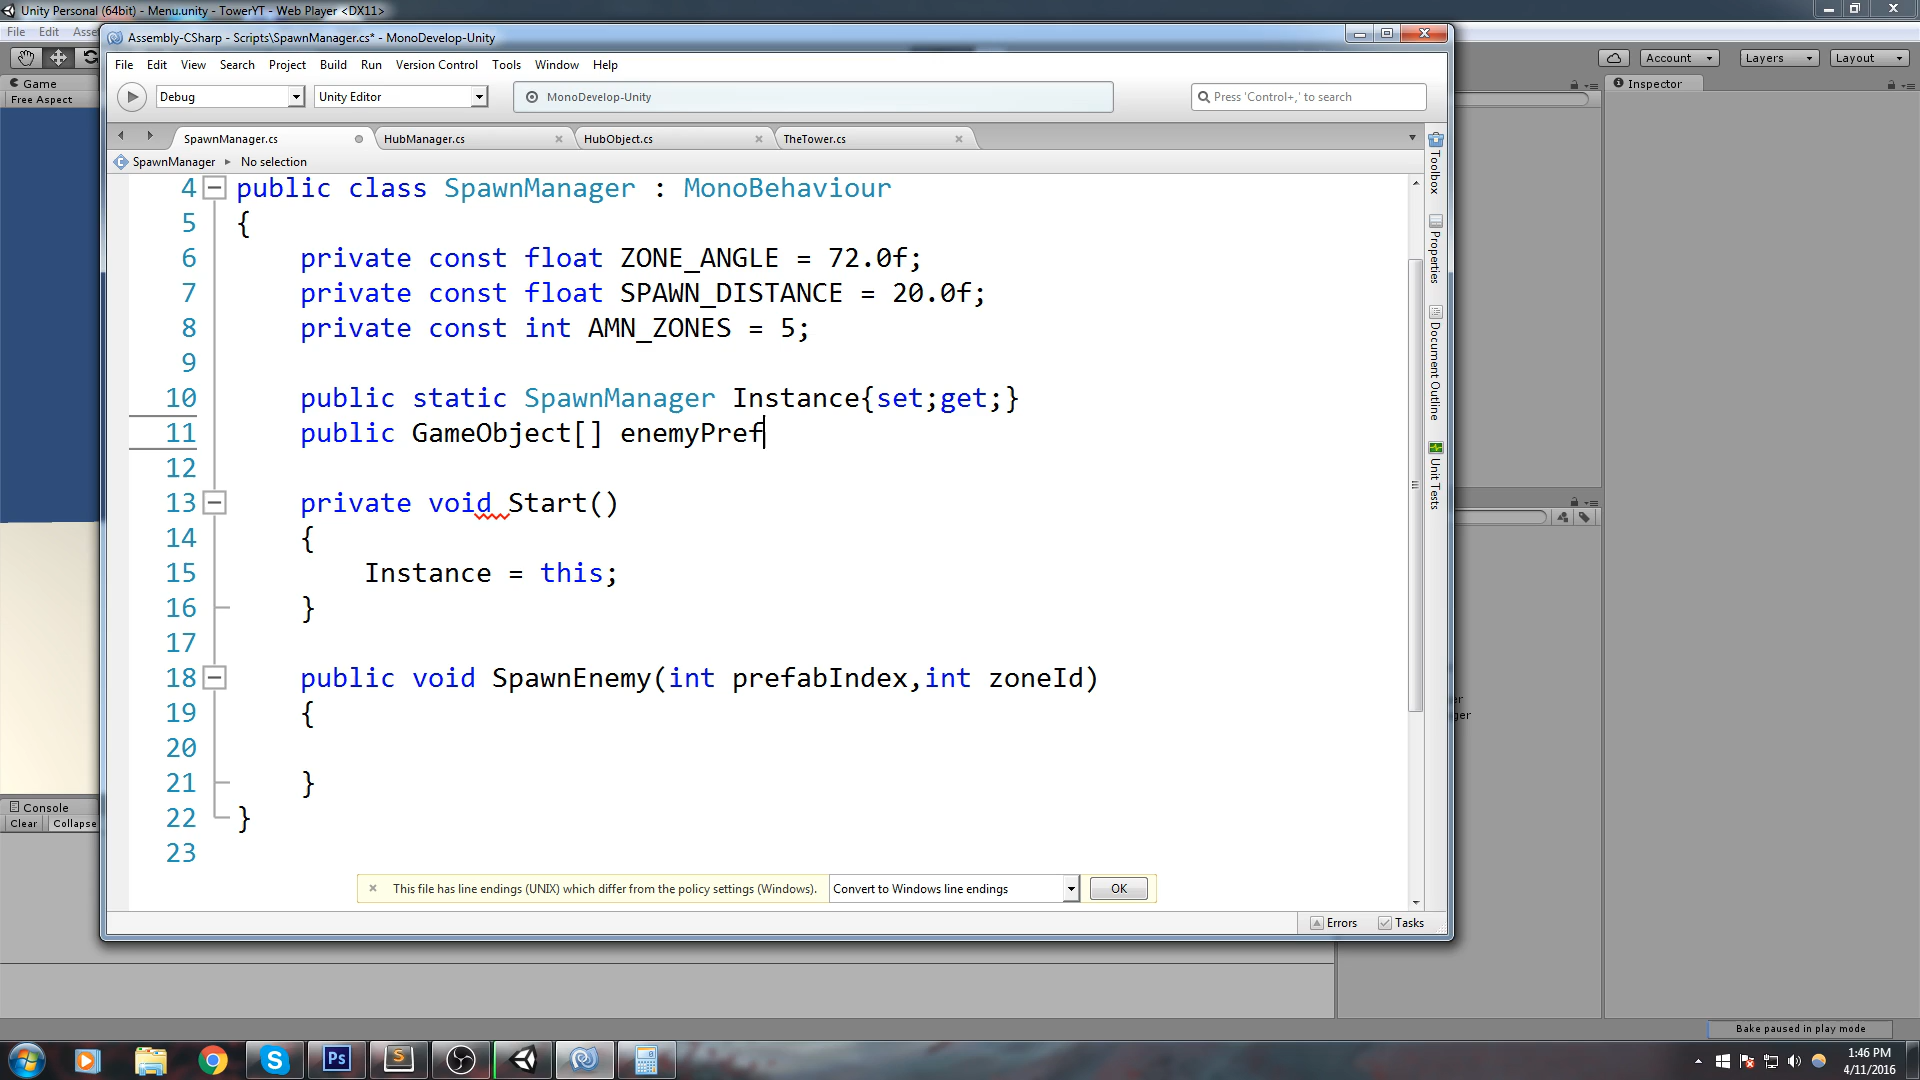 Unity Personal (64bit) - Menu.unity - TowerYT - Web Player <DX11>
File Edit Asse
Account Layers Layout
Game
Free Aspect
Inspector
Assembly-CSharp - Scripts\SpawnManager.cs* - MonoDevelop-Unity
File Edit View Search Project Build Run Version Control Tools Window Help
Debug Unity Editor MonoDevelop-Unity Press 'Control+,' to search
SpawnManager.cs HubManager.cs HubObject.cs TheTower.cs
SpawnManager No selection
4 public class SpawnManager : MonoBehaviour
5 {
6 private const float ZONE_ANGLE = 72.0f;
7 private const float SPAWN_DISTANCE = 20.0f;
8 private const int AMN_ZONES = 5;
9
10 public static SpawnManager Instance{set;get;}
11 public GameObject[] enemyPref
12
13 private void Start()
14 {
15 Instance = this;
16 }
17
18 public void SpawnEnemy(int prefabIndex,int zoneId)
19 {
20
21 }
22 }
23
Toolbox
Properties
Document Outline
Unit Tests
er
ger
This file has line endings (UNIX) which differ from the policy settings (Windows). Convert to Windows line endings OK
Errors Tasks
Console
Clear Collapse
Bake paused in play mode
Ps
1:46 PM
4/11/2016